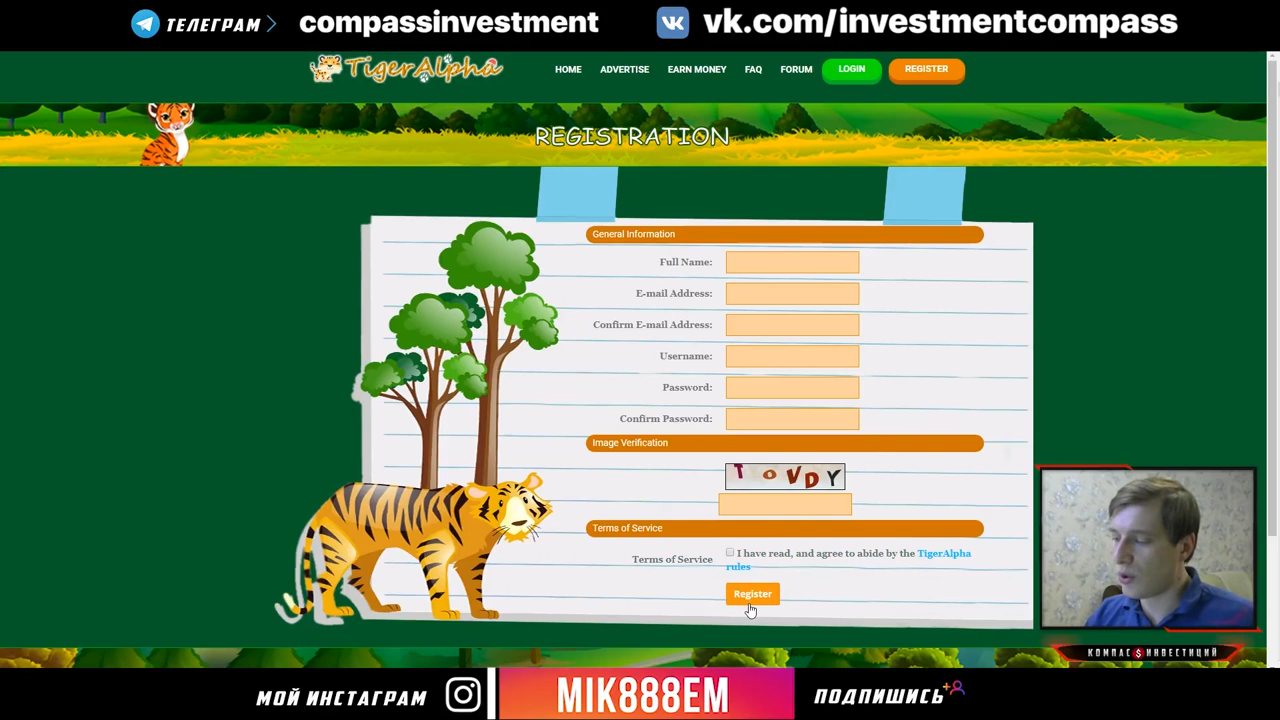 ТЕЛЕГРАМ compassinvestment vk.com/investmentcompass
TigerAlpha HOME ADVERTISE EARN MONEY FAQ FORUM LOGIN REGISTER
REGISTRATION
General Information
Full Name:
E-mail Address:
Confirm E-mail Address:
Username:
Password:
Confirm Password:
Image Verification
T O V D Y
Terms of Service
Terms of Service I have read, and agree to abide by the TigerAlpha
rules
Register
КОМПАС $ ИНВЕСТИЦИЙ
МОЙ ИНСТАГРАМ MIK888EM ПОДПИШИСЬ